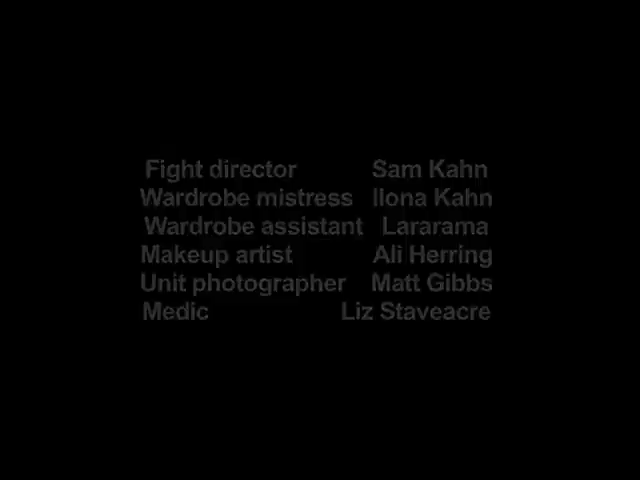 Fight director Sam Kahn
Wardrobe mistress Ilona Kahn
Wardrobe assistant Lararama
Makeup artist Ali Herring
Unit photographer Matt Gibbs
Medic Liz Staveacre